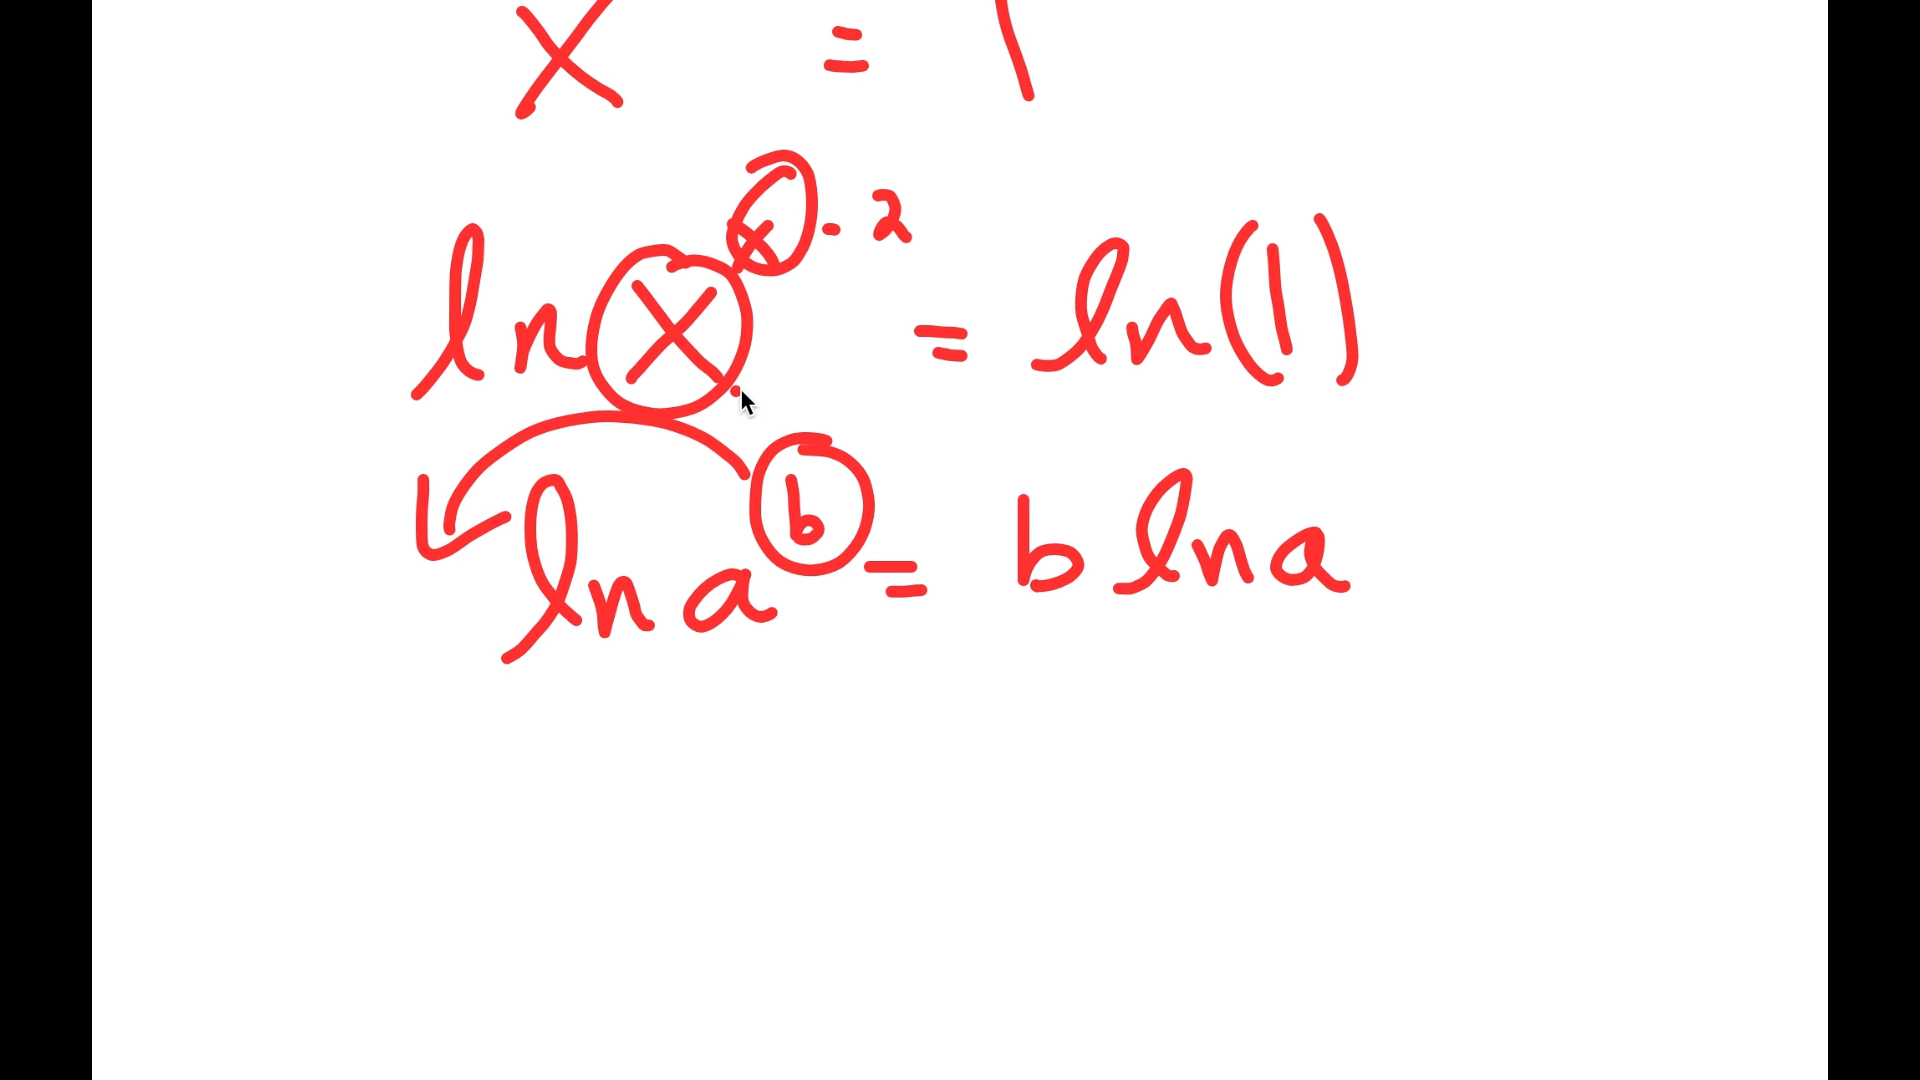 x = 1
ln x^x-2 = ln(1)
ln a^b = b ln a